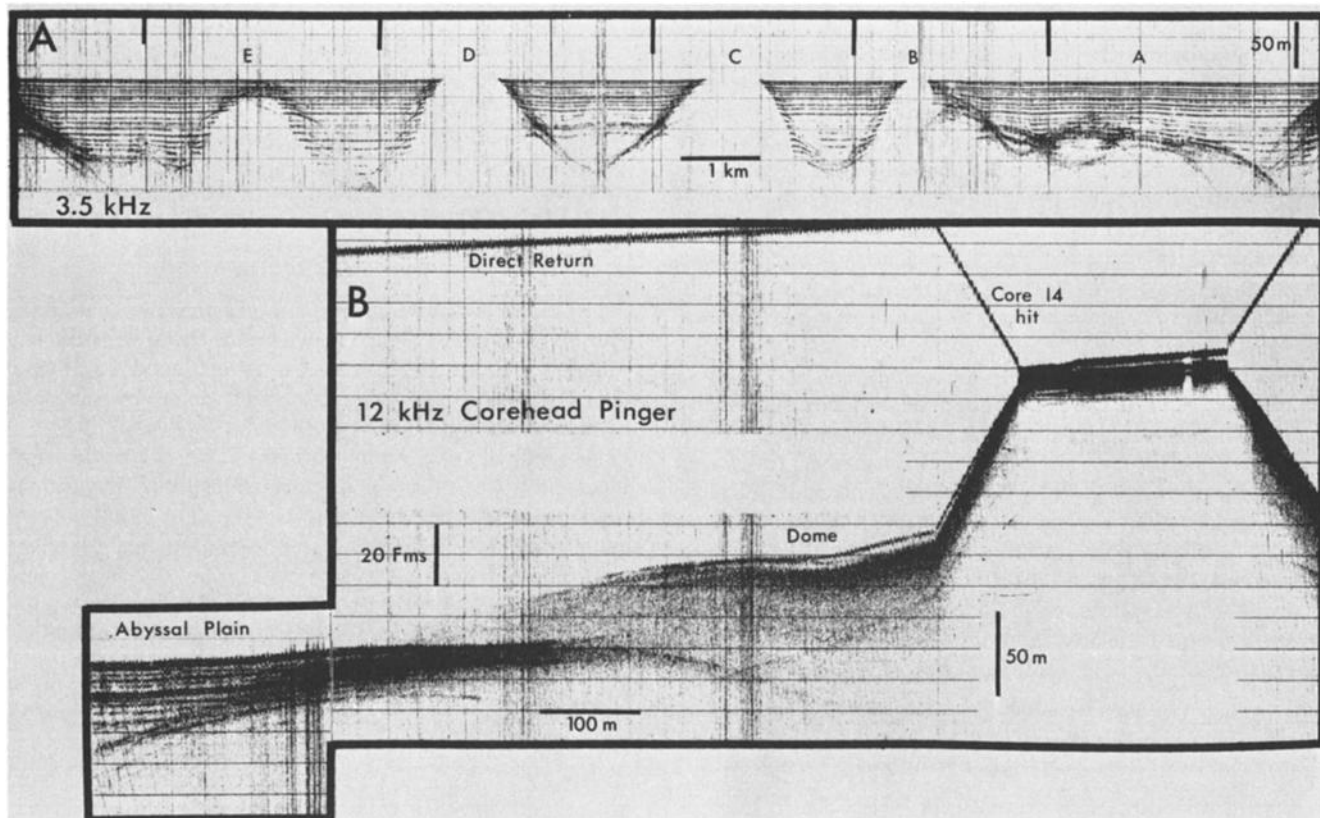 A
E
D
C
B
A
50 m
1 km
3.5 kHz
Direct Return
B
Core 14
hit
12 kHz Corehead Pinger
20 Fms
Dome
Abyssal Plain
50 m
100 m